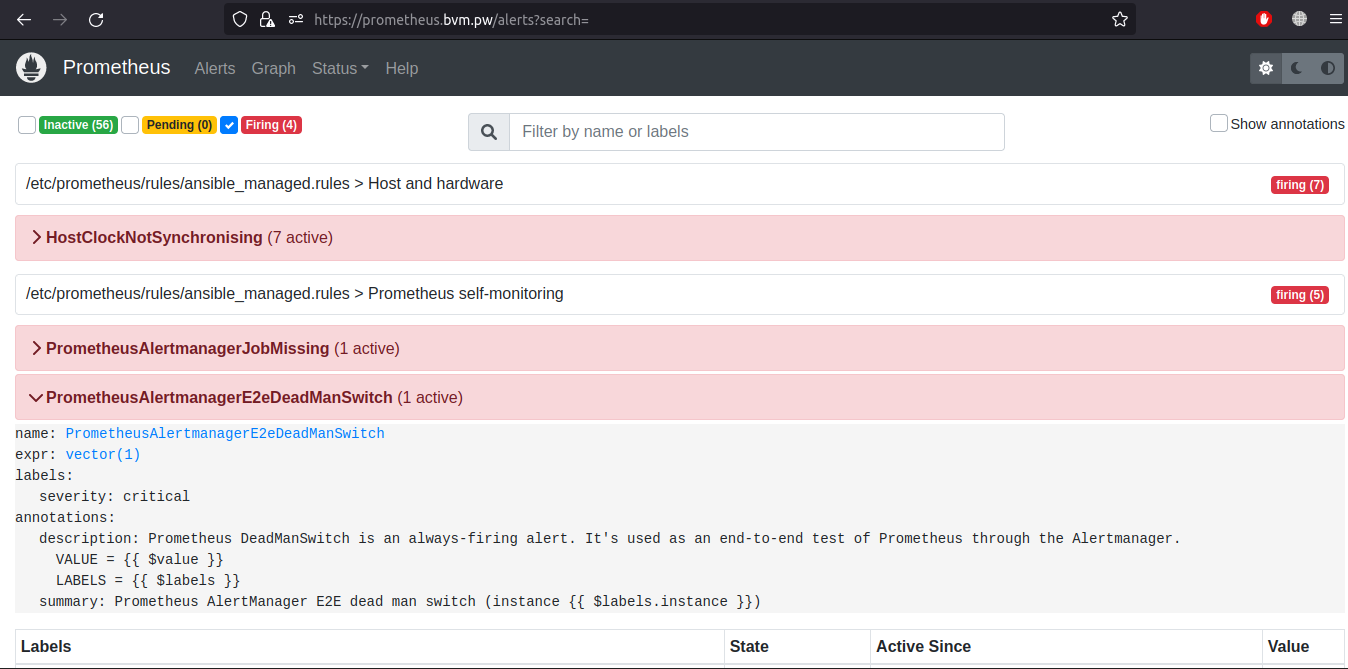 https://prometheus.bvm.pw/alerts?search=
Prometheus Alerts Graph Status Help
Inactive (56) Pending (0) Firing (4) Filter by name or labels Show annotations
/etc/prometheus/rules/ansible_managed.rules > Host and hardware firing (7)
HostClockNotSynchronising (7 active)
/etc/prometheus/rules/ansible_managed.rules > Prometheus self-monitoring firing (5)
PrometheusAlertmanagerJobMissing (1 active)
PrometheusAlertmanagerE2eDeadManSwitch (1 active)
name: PrometheusAlertmanagerE2eDeadManSwitch
expr: vector(1)
labels:
severity: critical
annotations:
description: Prometheus DeadManSwitch is an always-firing alert. It's used as an end-to-end test of Prometheus through the Alertmanager.
VALUE = {{ $value }}
LABELS = {{ $labels }}
summary: Prometheus AlertManager E2E dead man switch (instance {{ $labels.instance }})
Labels State Active Since Value